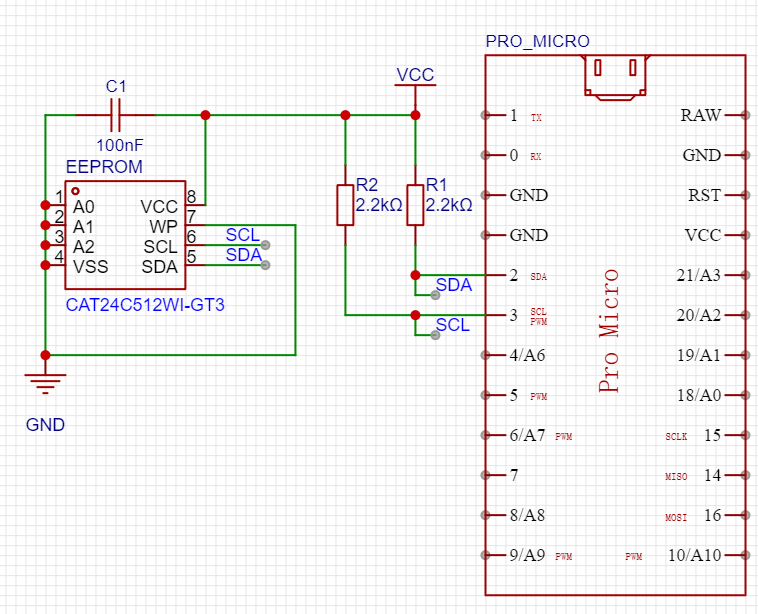 PRO_MICRO
VCC
C1
100nF
EEPROM
1 A0 VCC 8
2 A1 WP 7
3 A2 SCL 6 SCL
4 VSS SDA 5 SDA
CAT24C512WI-GT3
GND
R2 2.2kΩ
R1 2.2kΩ
SDA
SCL
1 TX RAW
0 RX GND
GND RST
GND VCC
2 SDA 21/A3
3 SCL PWM 20/A2
4/A6 19/A1
5 PWM 18/A0
6/A7 PWM SCLK 15
7 MISO 14
8/A8 MOSI 16
9/A9 PWM PWM 10/A10
Pro Micro